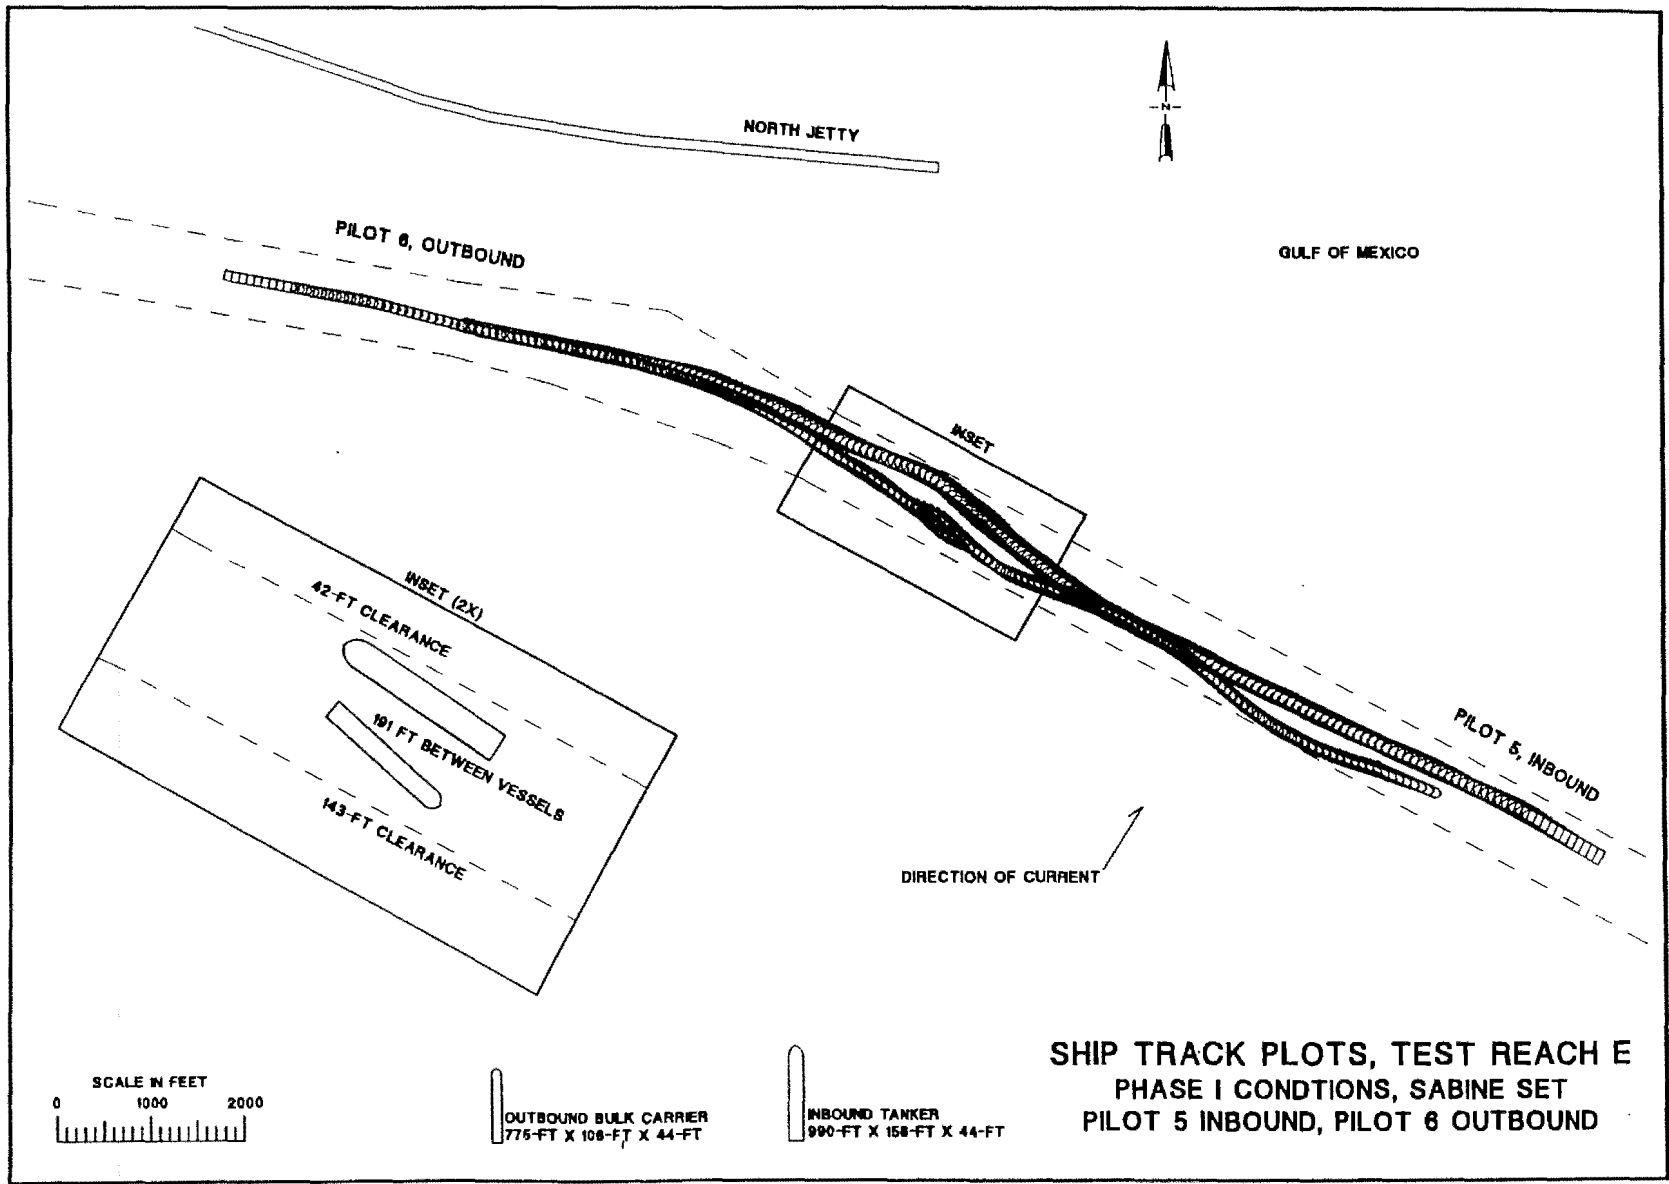 NORTH JETTY
N
PILOT 6, OUTBOUND
GULF OF MEXICO
INSET
INSET (2X)
42-FT CLEARANCE
191 FT BETWEEN VESSELS
143-FT CLEARANCE
PILOT 5, INBOUND
DIRECTION OF CURRENT
SCALE IN FEET
0 1000 2000
OUTBOUND BULK CARRIER
775-FT X 106-FT X 44-FT
INBOUND TANKER
990-FT X 156-FT X 44-FT
SHIP TRACK PLOTS, TEST REACH E
PHASE I CONDTIONS, SABINE SET
PILOT 5 INBOUND, PILOT 6 OUTBOUND